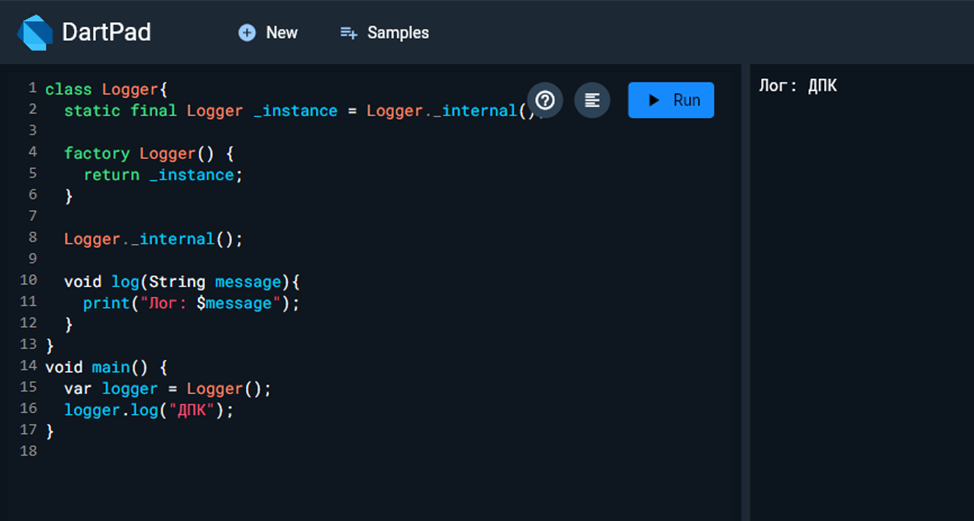 DartPad
New
Samples
1 class Logger{
2 static final Logger _instance = Logger._internal();
3
4 factory Logger() {
5 return _instance;
6 }
7
8 Logger._internal();
9
10 void log(String message){
11 print("Лог: $message");
12 }
13 }
14 void main() {
15 var logger = Logger();
16 logger.log("ДПК");
17 }
18
Run
Лог: ДПК